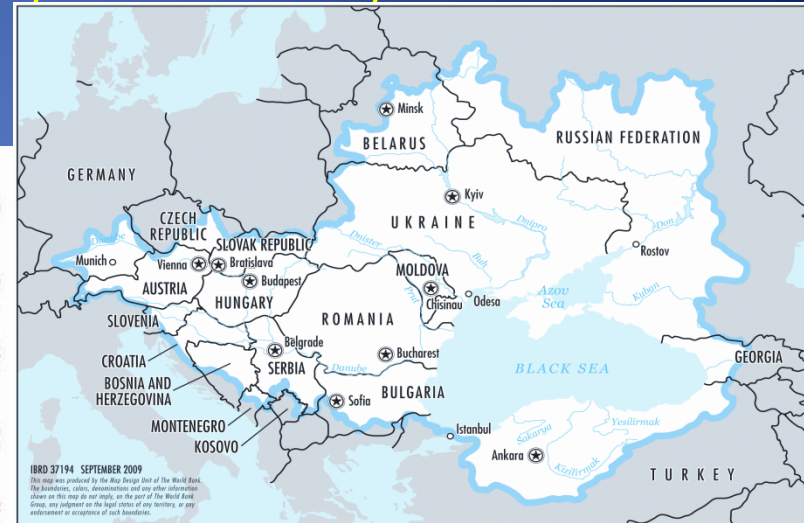 Minsk
BELARUS
RUSSIAN FEDERATION
GERMANY
Kyiv
CZECH
REPUBLIC
UKRAINE
Dnipro
Don
Danube
SLOVAK REPUBLIC
Dnister
Buh
Rostov
Munich
Vienna
Bratislava
MOLDOVA
Budapest
AUSTRIA
HUNGARY
Prut
Chisinau
Odesa
Azov
Sea
Kuban
SLOVENIA
ROMANIA
CROATIA
Belgrade
Bucharest
BOSNIA AND
HERZEGOVINA
SERBIA
Danube
BLACK SEA
GEORGIA
BULGARIA
MONTENEGRO
Sofia
KOSOVO
Istanbul
Sakarya
Yesilirmak
Ankara
Kizilirmak
TURKEY
IBRD 37194 SEPTEMBER 2009
This map was produced by the Map Design Unit of The World Bank.
The boundaries, colors, denominations and any other information
shown on this map do not imply, on the part of The World Bank
Group, any judgment on the legal status of any territory, or any
endorsement or acceptance of such boundaries.